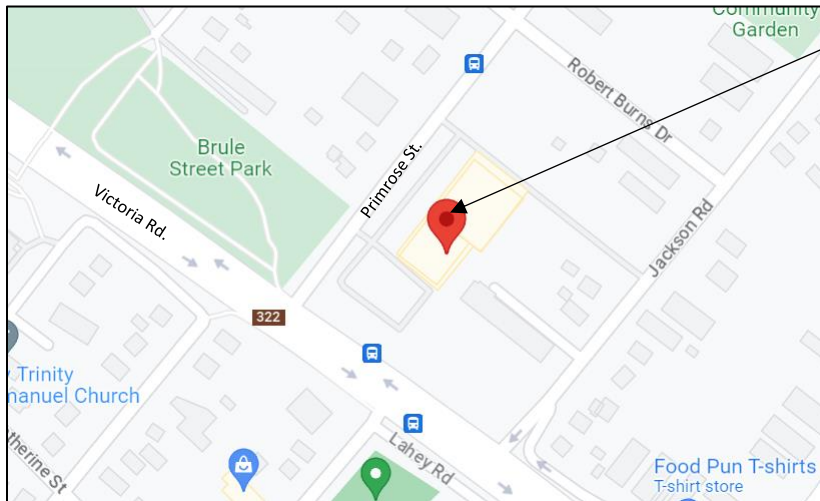 Community
Garden
Robert Burns Dr
Brule
Street Park
Primrose St.
Victoria Rd.
Jackson Rd
322
Trinity
manuel Church
therine St
Lahey Rd
Food Pun T-shirts
T-shirt store